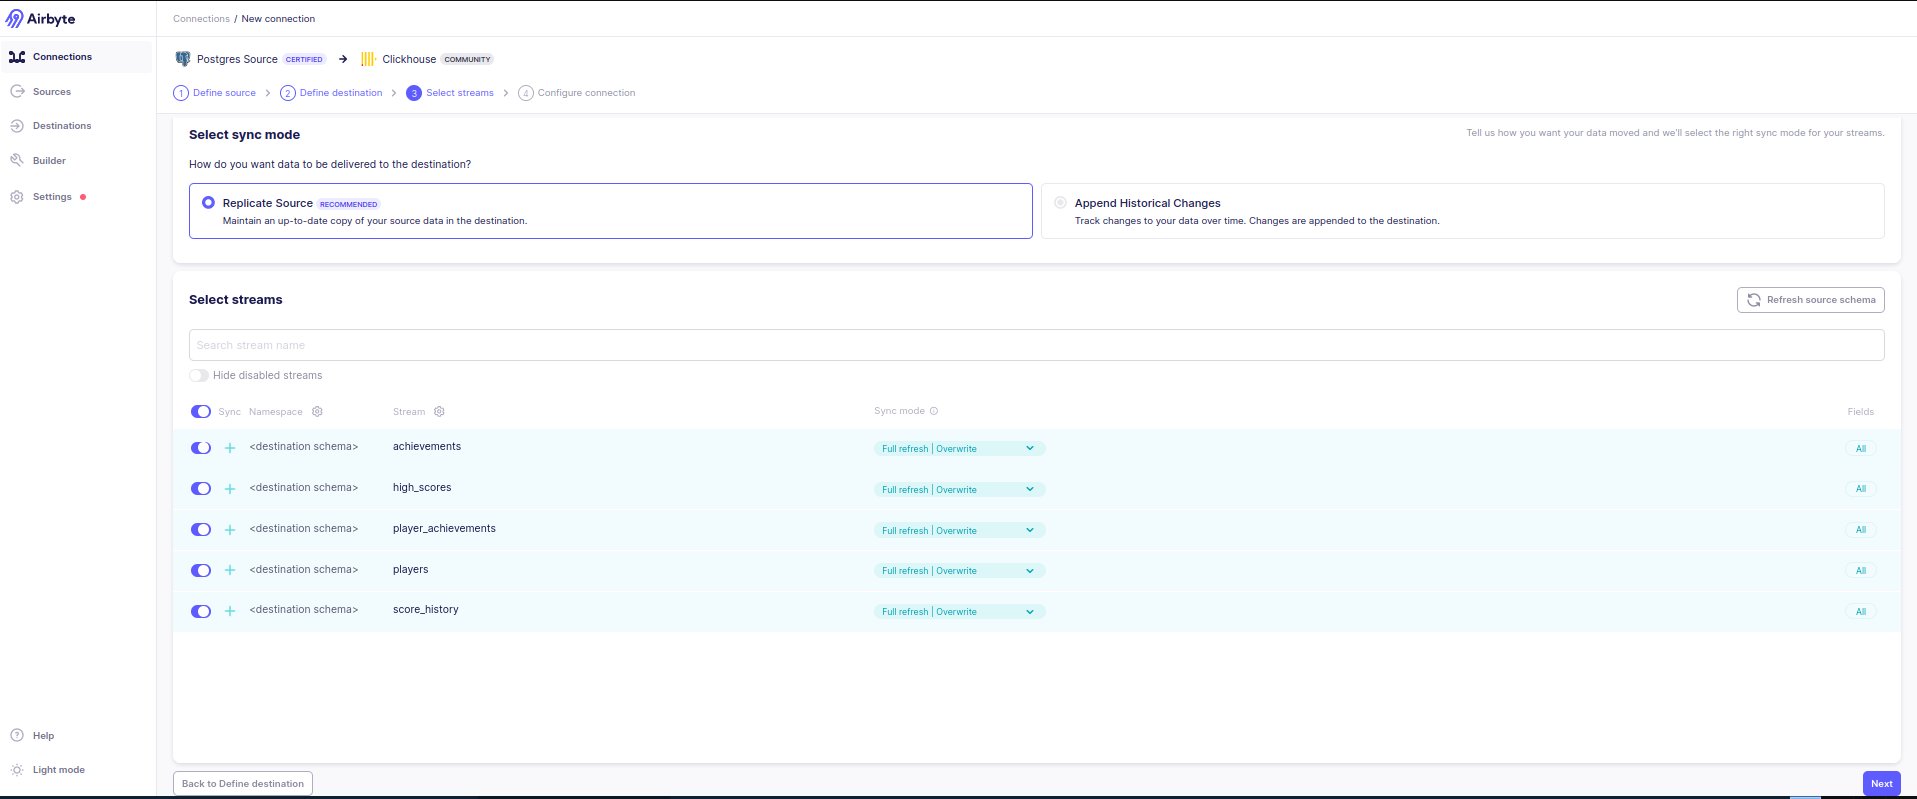 Airbyte
Connections / New connection
Connections
Sources
Destinations
Builder
Settings
Postgres Source CERTIFIED → Clickhouse COMMUNITY
1 Define source > 2 Define destination > 3 Select streams > 4 Configure connection
Select sync mode
Tell us how you want your data moved and we'll select the right sync mode for your streams.
How do you want data to be delivered to the destination?
Replicate Source RECOMMENDED
Maintain an up-to-date copy of your source data in the destination.
Append Historical Changes
Track changes to your data over time. Changes are appended to the destination.
Select streams
Refresh source schema
Search stream name
Hide disabled streams
Sync Namespace Stream Sync mode Fields
<destination schema> achievements Full refresh | Overwrite All
<destination schema> high_scores Full refresh | Overwrite All
<destination schema> player_achievements Full refresh | Overwrite All
<destination schema> players Full refresh | Overwrite All
<destination schema> score_history Full refresh | Overwrite All
Help
Light mode
Back to Define destination
Next